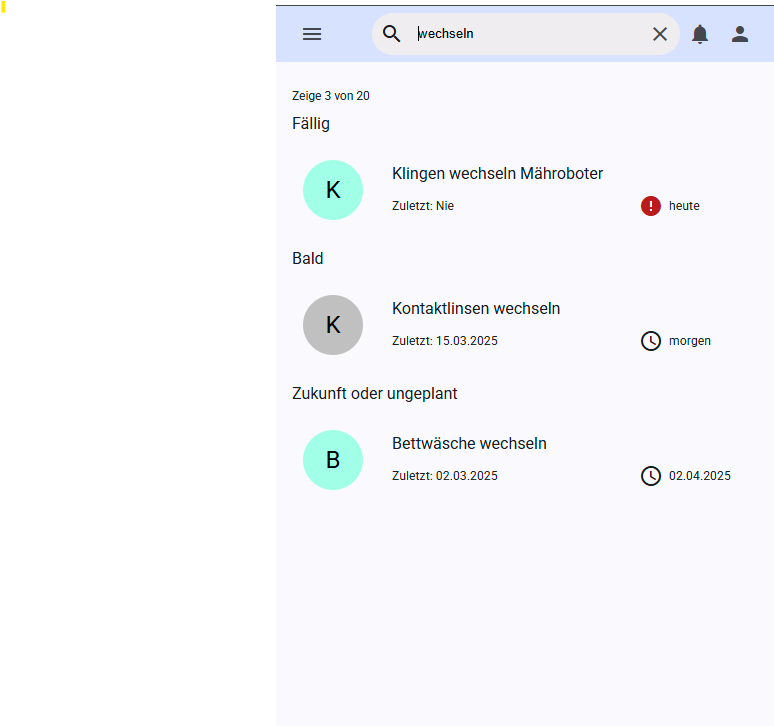 wechseln
Zeige 3 von 20
Fällig
K
Klingen wechseln Mähroboter
Zuletzt: Nie
heute
Bald
K
Kontaktlinsen wechseln
Zuletzt: 15.03.2025
morgen
Zukunft oder ungeplant
B
Bettwäsche wechseln
Zuletzt: 02.03.2025
02.04.2025